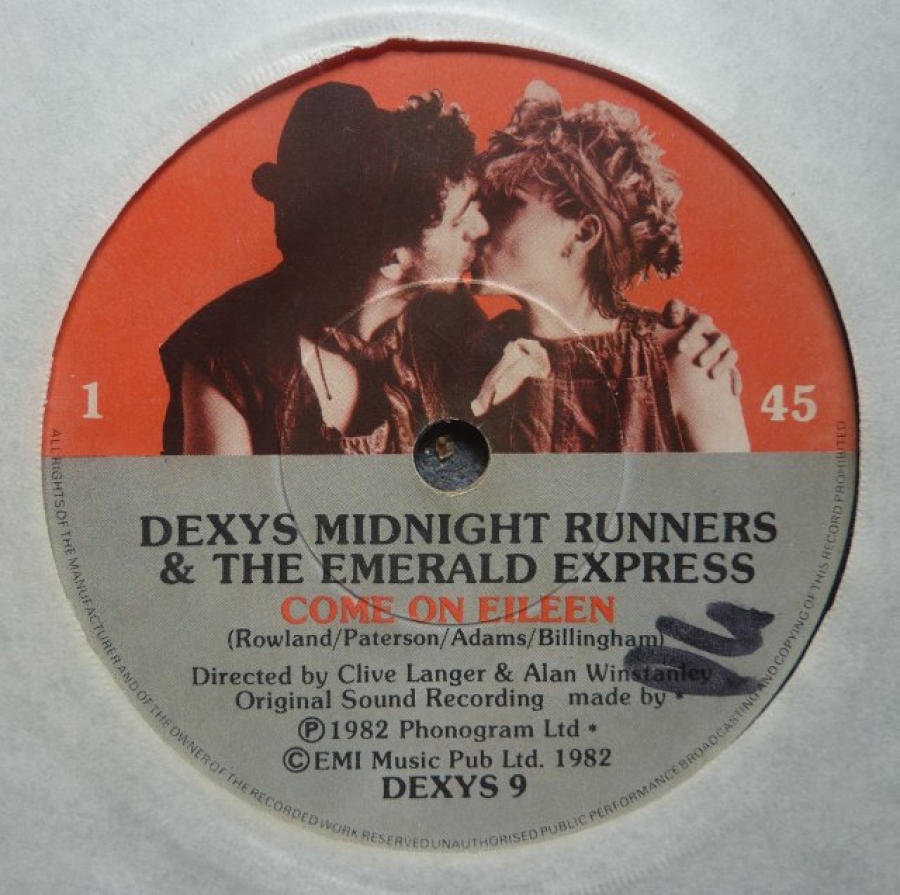 1
45
DEXYS MIDNIGHT RUNNERS
& THE EMERALD EXPRESS
COME ON EILEEN
(Rowland/Paterson/Adams/Billingham)
Directed by Clive Langer & Alan Winstanley
Original Sound Recording made by *
Ⓟ1982 Phonogram Ltd *
©EMI Music Pub Ltd. 1982
DEXYS 9
ALL RIGHTS OF THE MANUFACTURER AND OF THE OWNER OF THE RECORDED WORK RESERVED UNAUTHORISED PUBLIC PERFORMANCE BROADCASTING AND COPYING OF THIS RECORD PROHIBITED